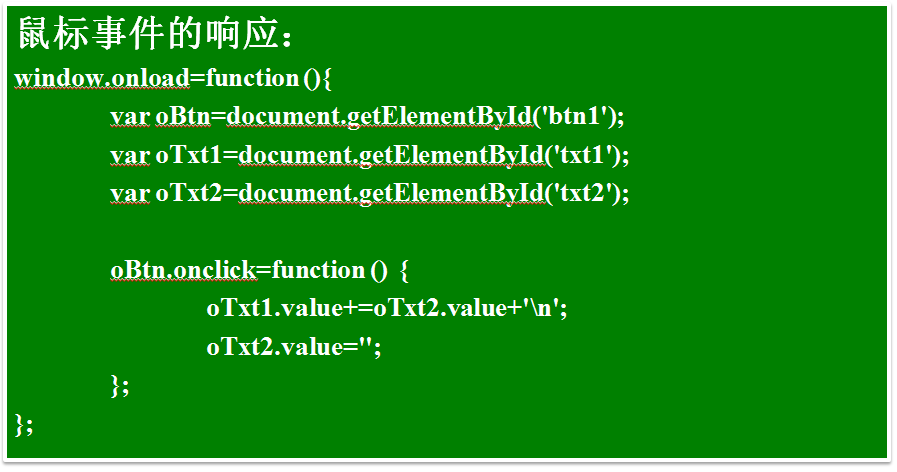 鼠标事件的响应：
window.onload=function (){
var oBtn=document.getElementById('btn1');
var oTxt1=document.getElementById('txt1');
var oTxt2=document.getElementById('txt2');
oBtn.onclick=function () {
oTxt1.value+=oTxt2.value+'\n';
oTxt2.value='';
};
};